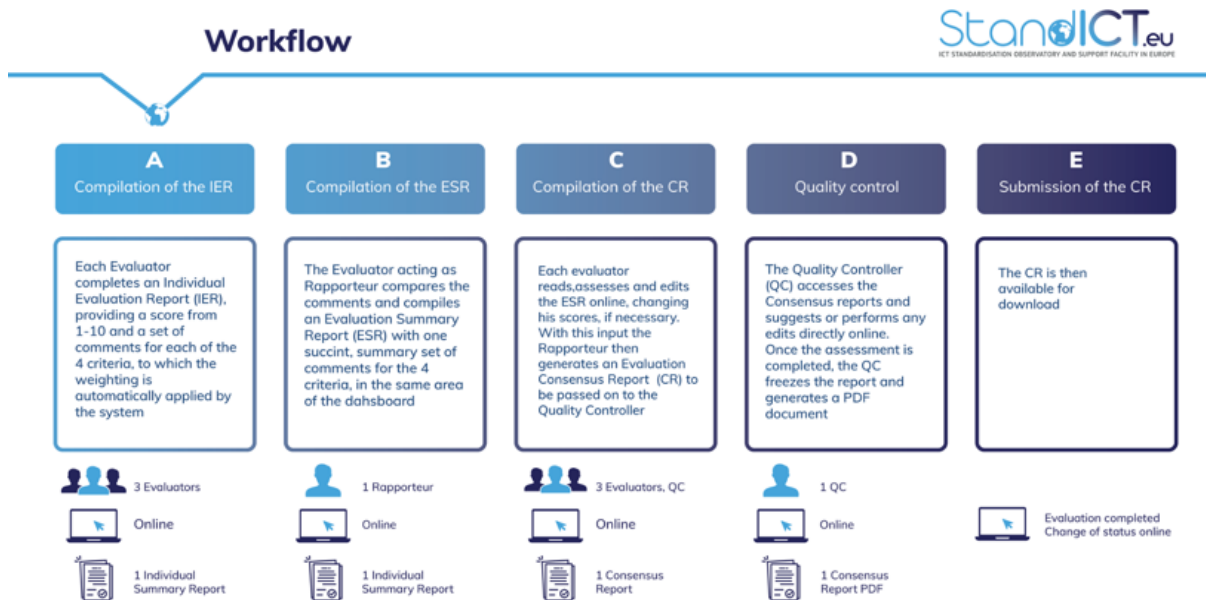 Workflow
StandICT.eu
ICT STANDARDISATION OBSERVATORY AND SUPPORT FACILITY IN EUROPE
A
Compilation of the IER
Each Evaluator
completes an Individual
Evaluation Report (IER),
providing a score from
1-10 and a set of
comments for each of the
4 criteria, to which the
weighting is
automatically applied by
the system
3 Evaluators
Online
1 Individual
Summary Report
B
Compilation of the ESR
The Evaluator acting as
Rapporteur compares the
comments and compiles
an Evaluation Summary
Report (ESR) with one
succint, summary set of
comments for the 4
criteria, in the same area
of the dahsboard
1 Rapporteur
Online
1 Individual
Summary Report
C
Compilation of the CR
Each evaluator
reads,assesses and edits
the ESR online, changing
his scores, if necessary.
With this input the
Rapporteur then
generates an Evaluation
Consensus Report (CR) to
be passed on to the
Quality Controller
3 Evaluators, QC
Online
1 Consensus
Report
D
Quality control
The Quality Controller
(QC) accesses the
Consensus reports and
suggests or performs any
edits directly online.
Once the assessment is
completed, the QC
freezes the report and
generates a PDF
document
1 QC
Online
1 Consensus
Report PDF
E
Submission of the CR
The CR is then
available for
download
Evaluation completed
Change of status online